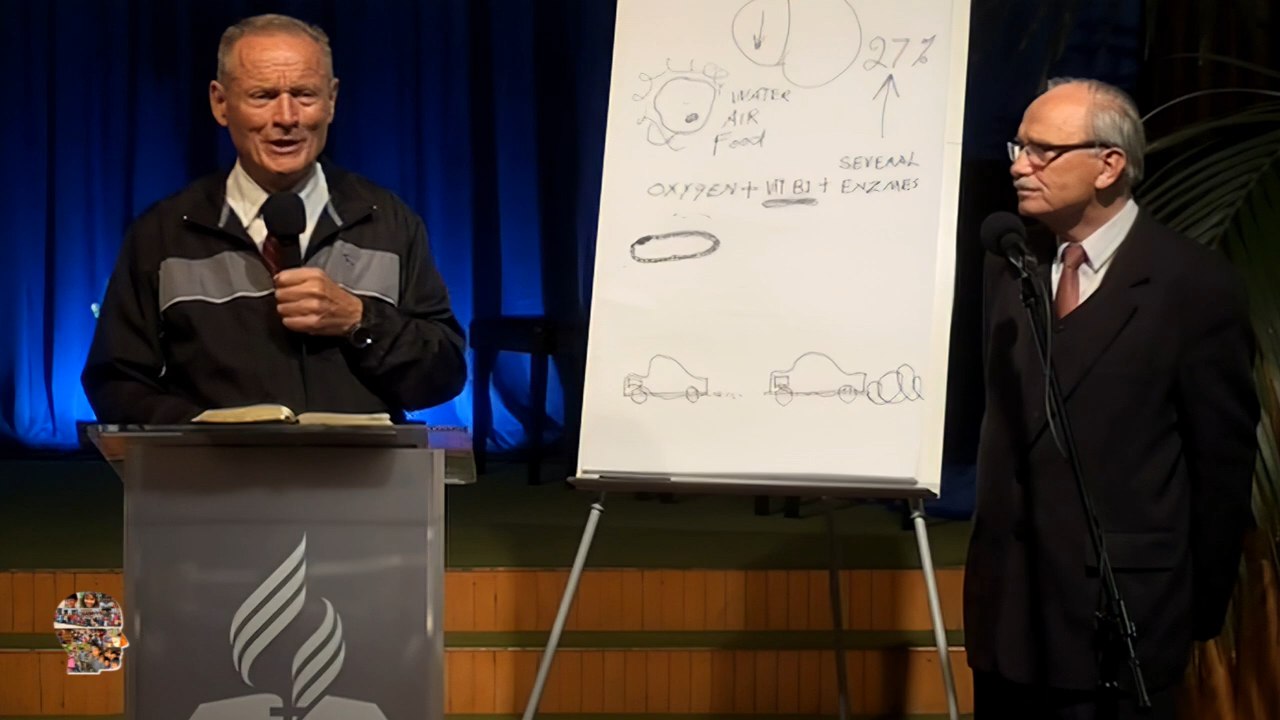 27%
WATER
AIR
Food
SEVERAL
OXYGEN + VIT B1 + ENZMES